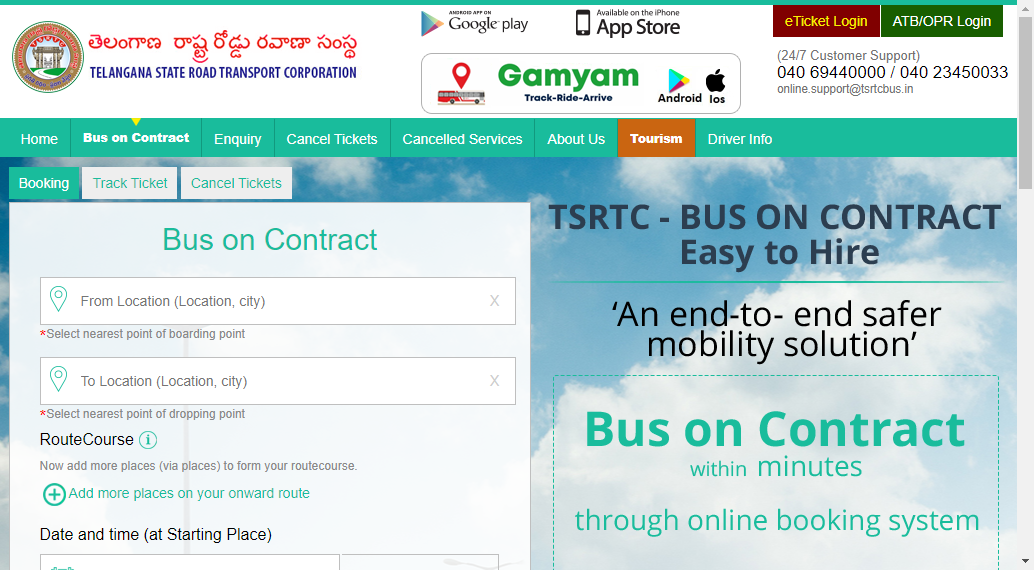 తెలంగాణ రాష్ట్ర రోడ్డు రవాణా సంస్థ
TELANGANA STATE ROAD TRANSPORT CORPORATION
ANDROID APP ON
Google play
Available on the iPhone
App Store
Gamyam
Track-Ride-Arrive
Android
Ios
eTicket Login
ATB/OPR Login
(24/7 Customer Support)
040 69440000 / 040 23450033
online.support@tsrtcbus.in
Home Bus on Contract Enquiry Cancel Tickets Cancelled Services About Us Tourism Driver Info
Booking Track Ticket Cancel Tickets
Bus on Contract
From Location (Location, city) X
*Select nearest point of boarding point
To Location (Location, city) X
*Select nearest point of dropping point
RouteCourse i
Now add more places (via places) to form your routecourse.
Add more places on your onward route
Date and time (at Starting Place)
TSRTC - BUS ON CONTRACT
Easy to Hire
‘An end-to- end safer
mobility solution’
Bus on Contract
within minutes
through online booking system